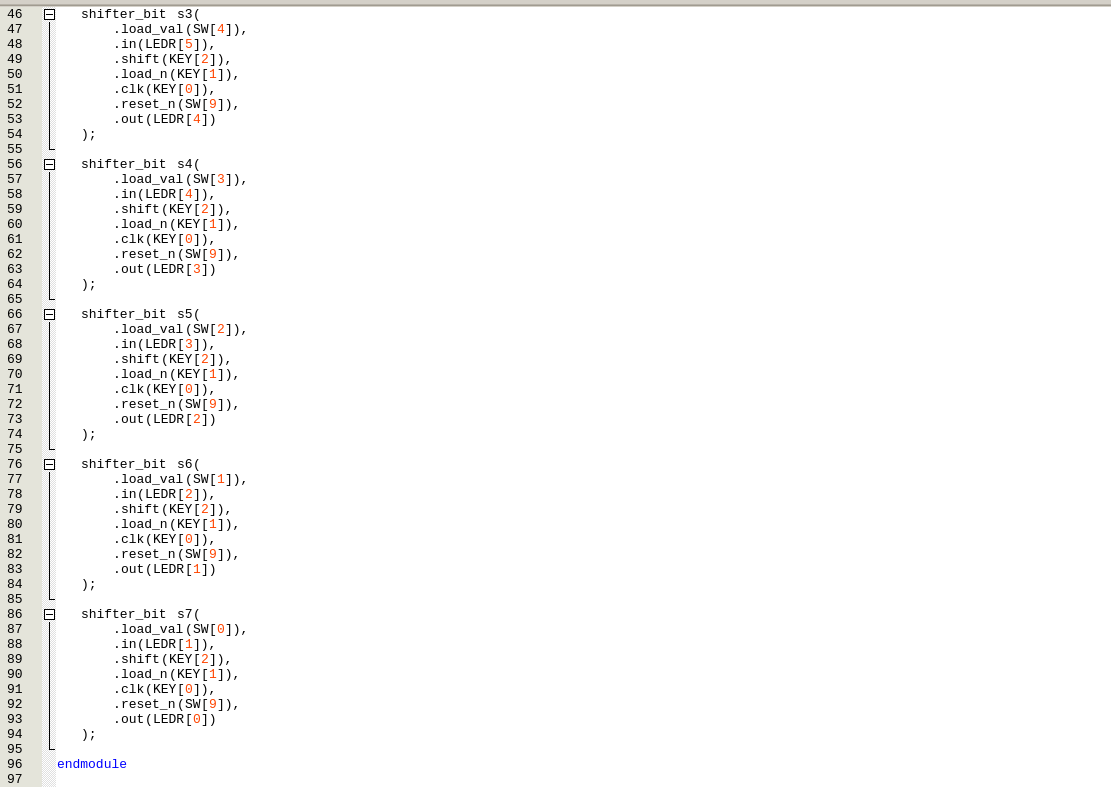 46 shifter_bit s3(
47 .load_val(SW[4]),
48 .in(LEDR[5]),
49 .shift(KEY[2]),
50 .load_n(KEY[1]),
51 .clk(KEY[0]),
52 .reset_n(SW[9]),
53 .out(LEDR[4])
54 );
55
56 shifter_bit s4(
57 .load_val(SW[3]),
58 .in(LEDR[4]),
59 .shift(KEY[2]),
60 .load_n(KEY[1]),
61 .clk(KEY[0]),
62 .reset_n(SW[9]),
63 .out(LEDR[3])
64 );
65
66 shifter_bit s5(
67 .load_val(SW[2]),
68 .in(LEDR[3]),
69 .shift(KEY[2]),
70 .load_n(KEY[1]),
71 .clk(KEY[0]),
72 .reset_n(SW[9]),
73 .out(LEDR[2])
74 );
75
76 shifter_bit s6(
77 .load_val(SW[1]),
78 .in(LEDR[2]),
79 .shift(KEY[2]),
80 .load_n(KEY[1]),
81 .clk(KEY[0]),
82 .reset_n(SW[9]),
83 .out(LEDR[1])
84 );
85
86 shifter_bit s7(
87 .load_val(SW[0]),
88 .in(LEDR[1]),
89 .shift(KEY[2]),
90 .load_n(KEY[1]),
91 .clk(KEY[0]),
92 .reset_n(SW[9]),
93 .out(LEDR[0])
94 );
95
96 endmodule
97